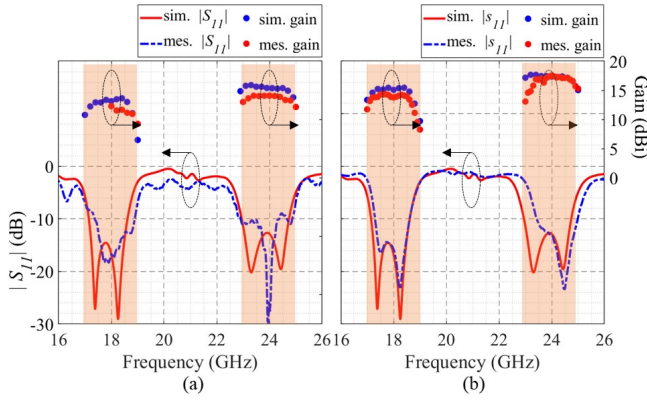 sim. |S11| sim. gain
mes. |S11| mes. gain
sim. |s11| sim. gain
mes. |s11| mes. gain
20
15
10
5
0
Gain (dBi)
0
-10
-20
-30
|S11| (dB)
16 18 20 22 24 26
Frequency (GHz)
(a)
16 18 20 22 24 26
Frequency (GHz)
(b)